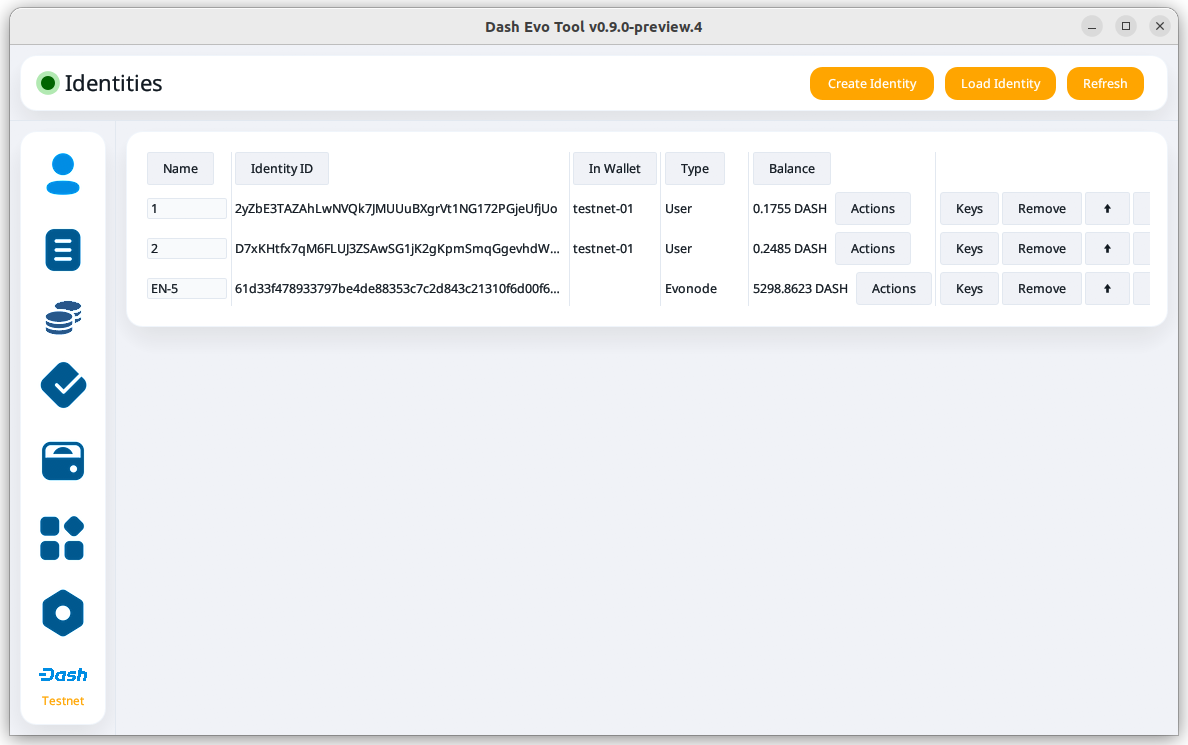 Dash Evo Tool v0.9.0-preview.4
Identities Create Identity Load Identity Refresh
Name Identity ID In Wallet Type Balance
1 2yZbE3TAZAhLwNVQk7JMUUuBXgrVt1NG172PGjeUfjUo testnet-01 User 0.1755 DASH Actions Keys Remove ⬆
2 D7xKHtfx7qM6FLUJ3ZSAwSG1jK2gKpmSmqGgevhdW... testnet-01 User 0.2485 DASH Actions Keys Remove ⬆
EN-5 61d33f478933797be4de88353c7c2d843c21310f6d00f6... Evonode 5298.8623 DASH Actions Keys Remove ⬆
Dash
Testnet